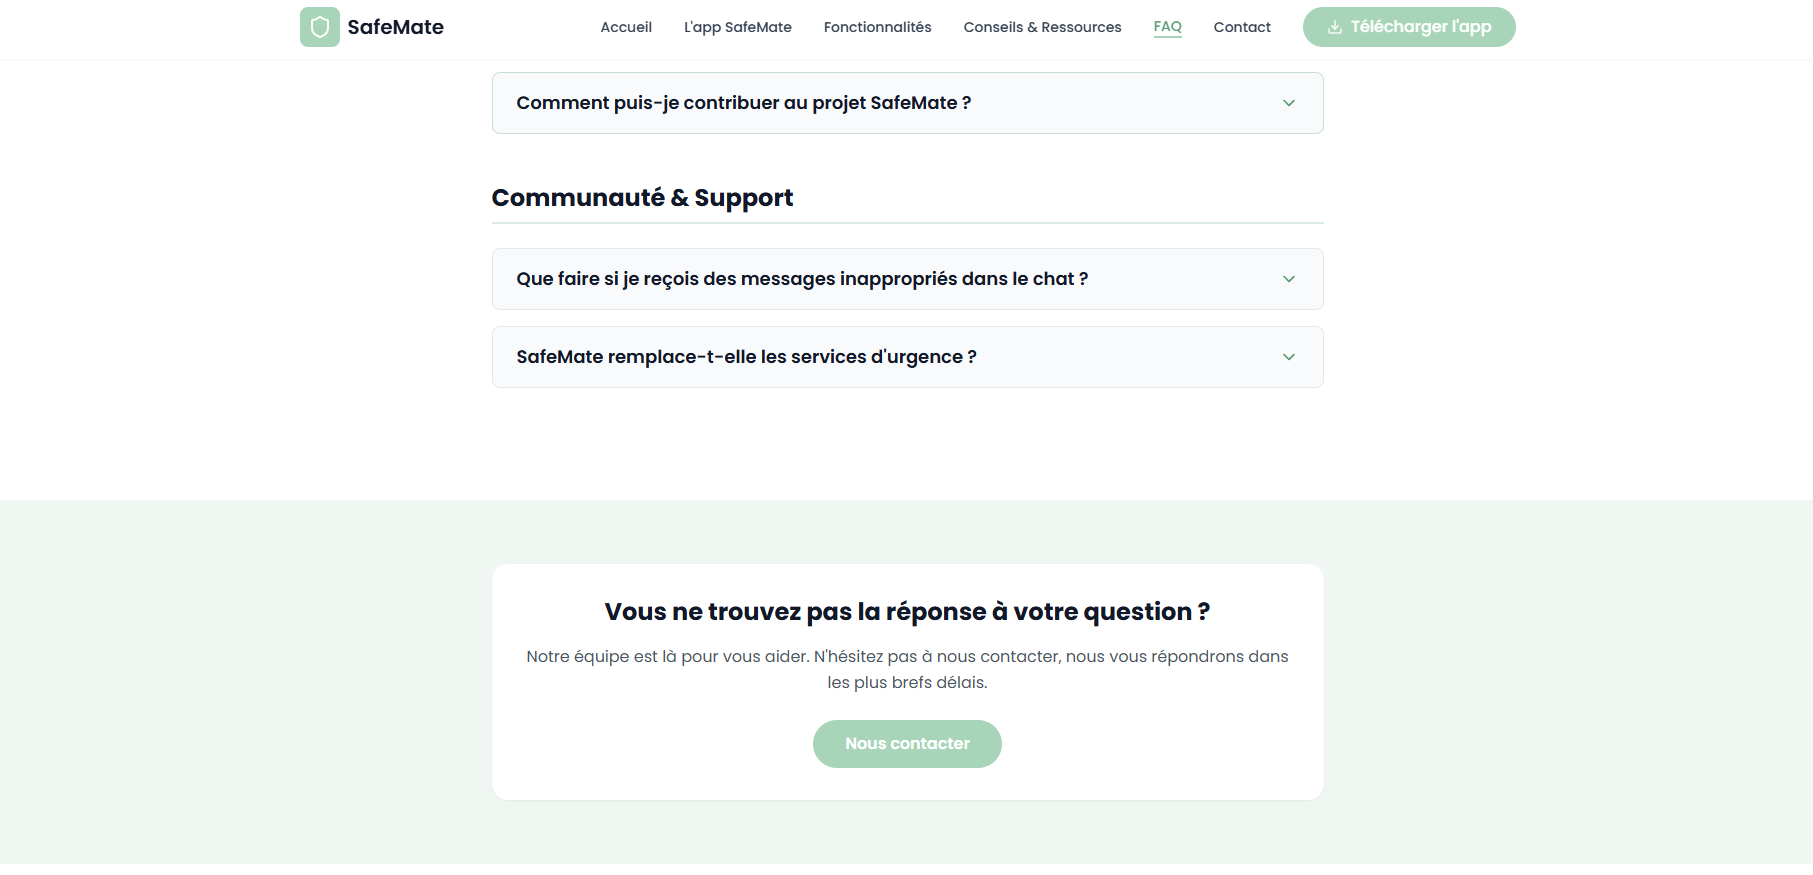 SafeMate
Accueil
L'app SafeMate
Fonctionnalités
Conseils & Ressources
FAQ
Contact
Télécharger l'app
Comment puis-je contribuer au projet SafeMate ?
Communauté & Support
Que faire si je reçois des messages inappropriés dans le chat ?
SafeMate remplace-t-elle les services d'urgence ?
Vous ne trouvez pas la réponse à votre question ?
Notre équipe est là pour vous aider. N'hésitez pas à nous contacter, nous vous répondrons dans
les plus brefs délais.
Nous contacter